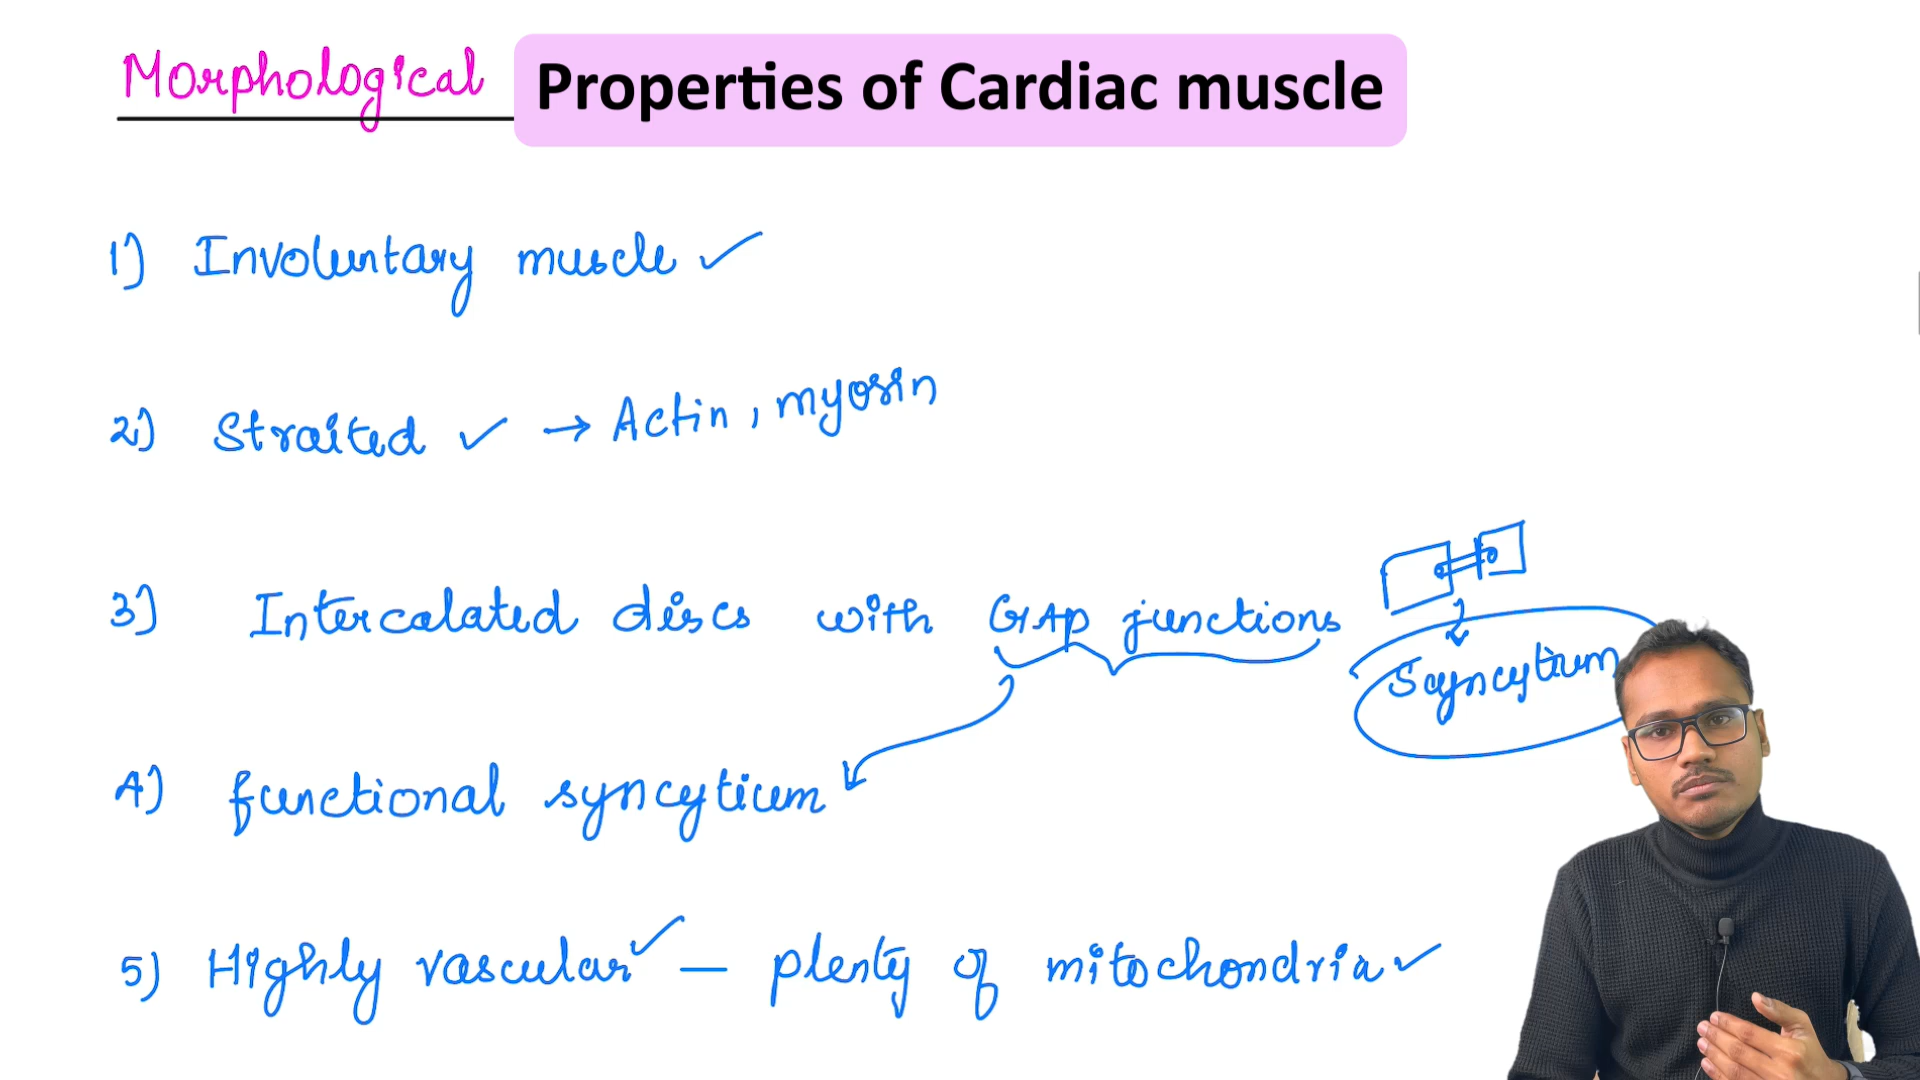 Morphological Properties of Cardiac muscle
1) Involuntary muscle ✓
2) Straited ✓ → Actin, myosin
3) Intercalated discs with GAp junctions
Syncytium
4) functional syncytium
5) Highly vascular ✓ — plenty of mitochondria ✓